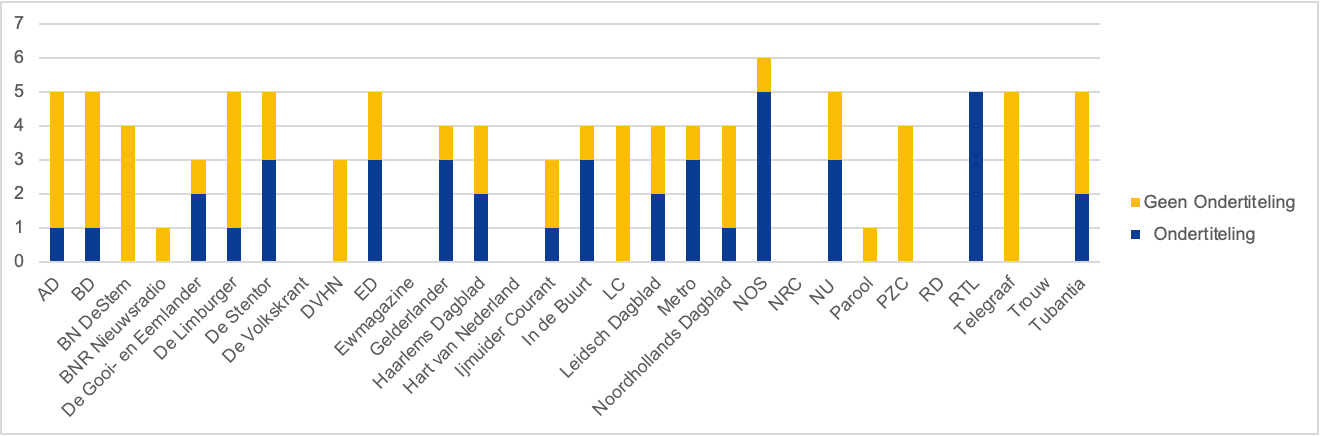 7
6
5
4
3
2
1
0
AD
BD
BN DeStem
BNR Nieuwsradio
De Gooi- en Eemlander
De Limburger
De Stentor
De Volkskrant
DVHN
ED
Ewmagazine
Gelderlander
Haarlems Dagblad
Hart van Nederland
Ijmuider Courant
In de Buurt
LC
Leidsch Dagblad
Metro
Noordhollands Dagblad
NOS
NRC
NU
Parool
PZC
RD
RTL
Telegraaf
Trouw
Tubantia
Geen Ondertiteling
Ondertiteling